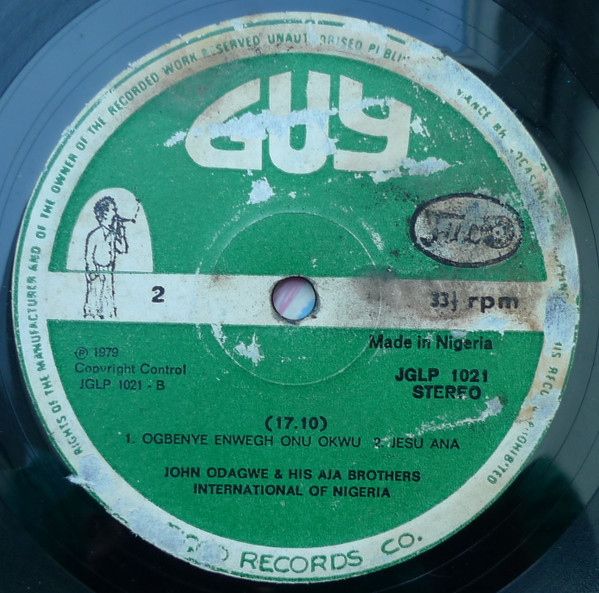 RIGHTS OF THE MANUFACTURER AND OF THE OWNER OF THE RECORDED WORK RESERVED UNAUTHORISED PUBLIC
GUY
2
33⅓ rpm
℗ 1979
Copyright Control
JGLP 1021 - B
Made in Nigeria
JGLP 1021
STEREO
(17.10)
1. OGBENYE ENWEGH ONU OKWU 2. JESU ANA
JOHN ODAGWE & HIS AJA BROTHERS
INTERNATIONAL OF NIGERIA
RECORDS CO.